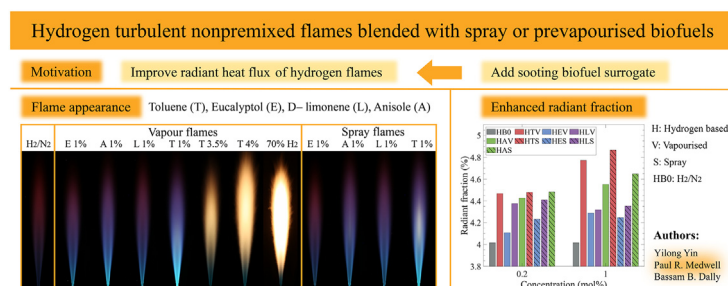 Hydrogen turbulent nonpremixed flames blended with spray or prevapourised biofuels
Motivation
Improve radiant heat flux of hydrogen flames
Add sooting biofuel surrogate
Flame appearance
Toluene (T), Eucalyptol (E), D– limonene (L), Anisole (A)
Vapour flames
Spray flames
H2/N2
E 1%
A 1%
L 1%
T 1%
T 3.5%
T 4%
70% H2
E 1%
A 1%
L 1%
T 1%
Enhanced radiant fraction
Radiant fraction (%)
5
4.8
4.6
4.4
4.2
4
3.8
HB0
HTV
HEV
HLV
HAV
HTS
HES
HLS
HAS
0.2
1
Concentration (mol%)
H: Hydrogen based
V: Vapourised
S: Spray
HB0: H2/N2
Authors:
Yilong Yin
Paul R. Medwell
Bassam B. Dally